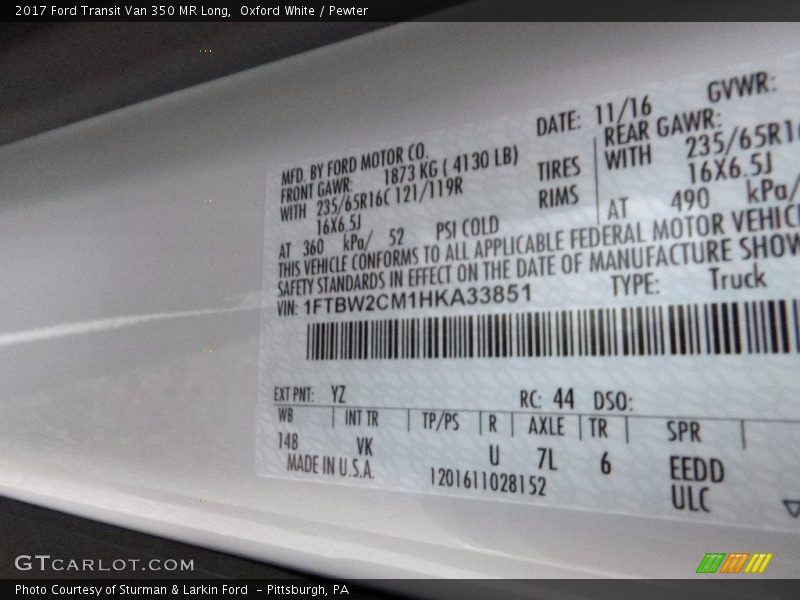 2017 Ford Transit Van 350 MR Long, Oxford White / Pewter
MFD. BY FORD MOTOR CO. DATE: 11/16 GVWR:
FRONT GAWR: 1873 KG ( 4130 LB) REAR GAWR:
WITH 235/65R16C 121/119R TIRES WITH 235/65R16
16X6.5J RIMS 16X6.5J
AT 360 kPa/ 52 PSI COLD AT 490 kPa/
THIS VEHICLE CONFORMS TO ALL APPLICABLE FEDERAL MOTOR VEHIC
SAFETY STANDARDS IN EFFECT ON THE DATE OF MANUFACTURE SHOW
VIN: 1FTBW2CM1HKA33851 TYPE: Truck
EXT PNT: YZ RC: 44 DSO:
WB INT TR TP/PS R AXLE TR SPR
148 VK U 7L 6 EEDD
MADE IN U.S.A. 1201611028152 ULC
GTCARLOT.COM
Photo Courtesy of Sturman & Larkin Ford - Pittsburgh, PA